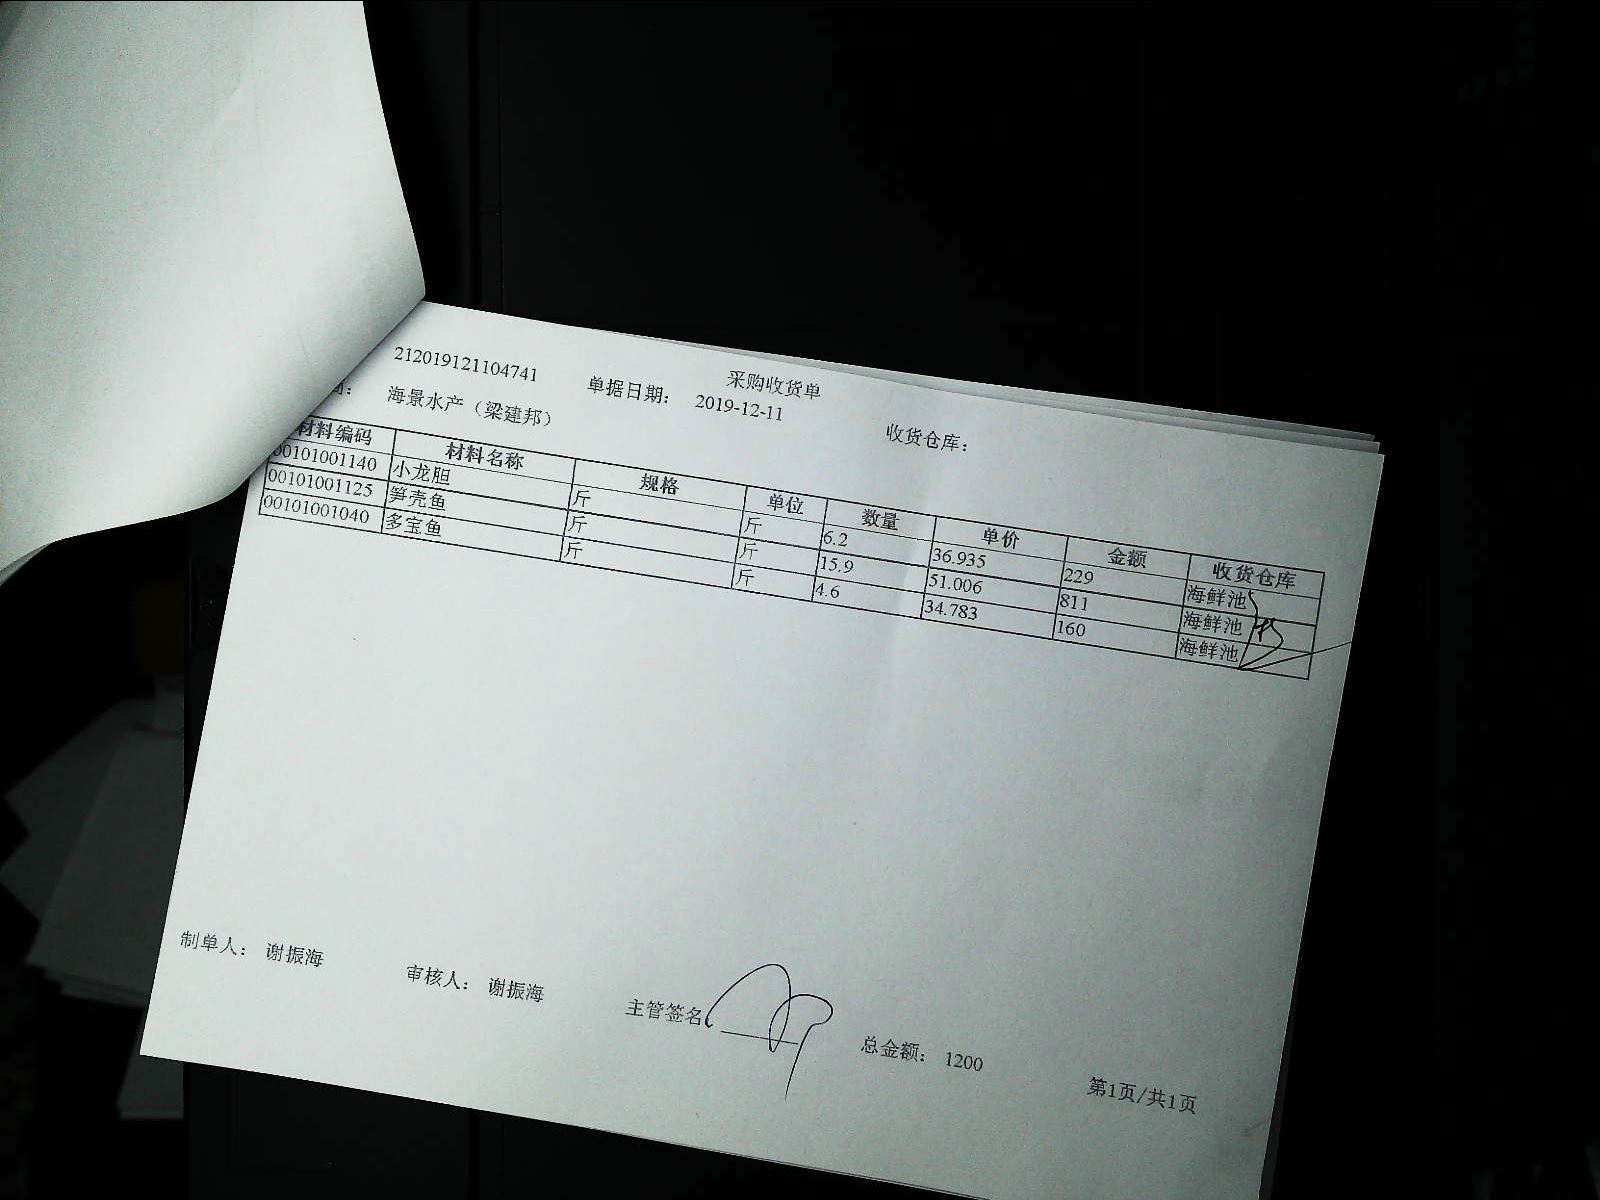 采购收货单
212019121104741 单据日期： 2019-12-11 收货仓库：
海景水产（梁建邦）
材料编码 材料名称 规格 单位 数量 单价 金额 收货仓库
00101001140 小龙胆 斤 斤 6.2 36.935 229 海鲜池
00101001125 笋壳鱼 斤 斤 15.9 51.006 811 海鲜池
00101001040 多宝鱼 斤 斤 4.6 34.783 160 海鲜池
制单人： 谢振海 审核人： 谢振海 主管签名 总金额： 1200
第1页/共1页